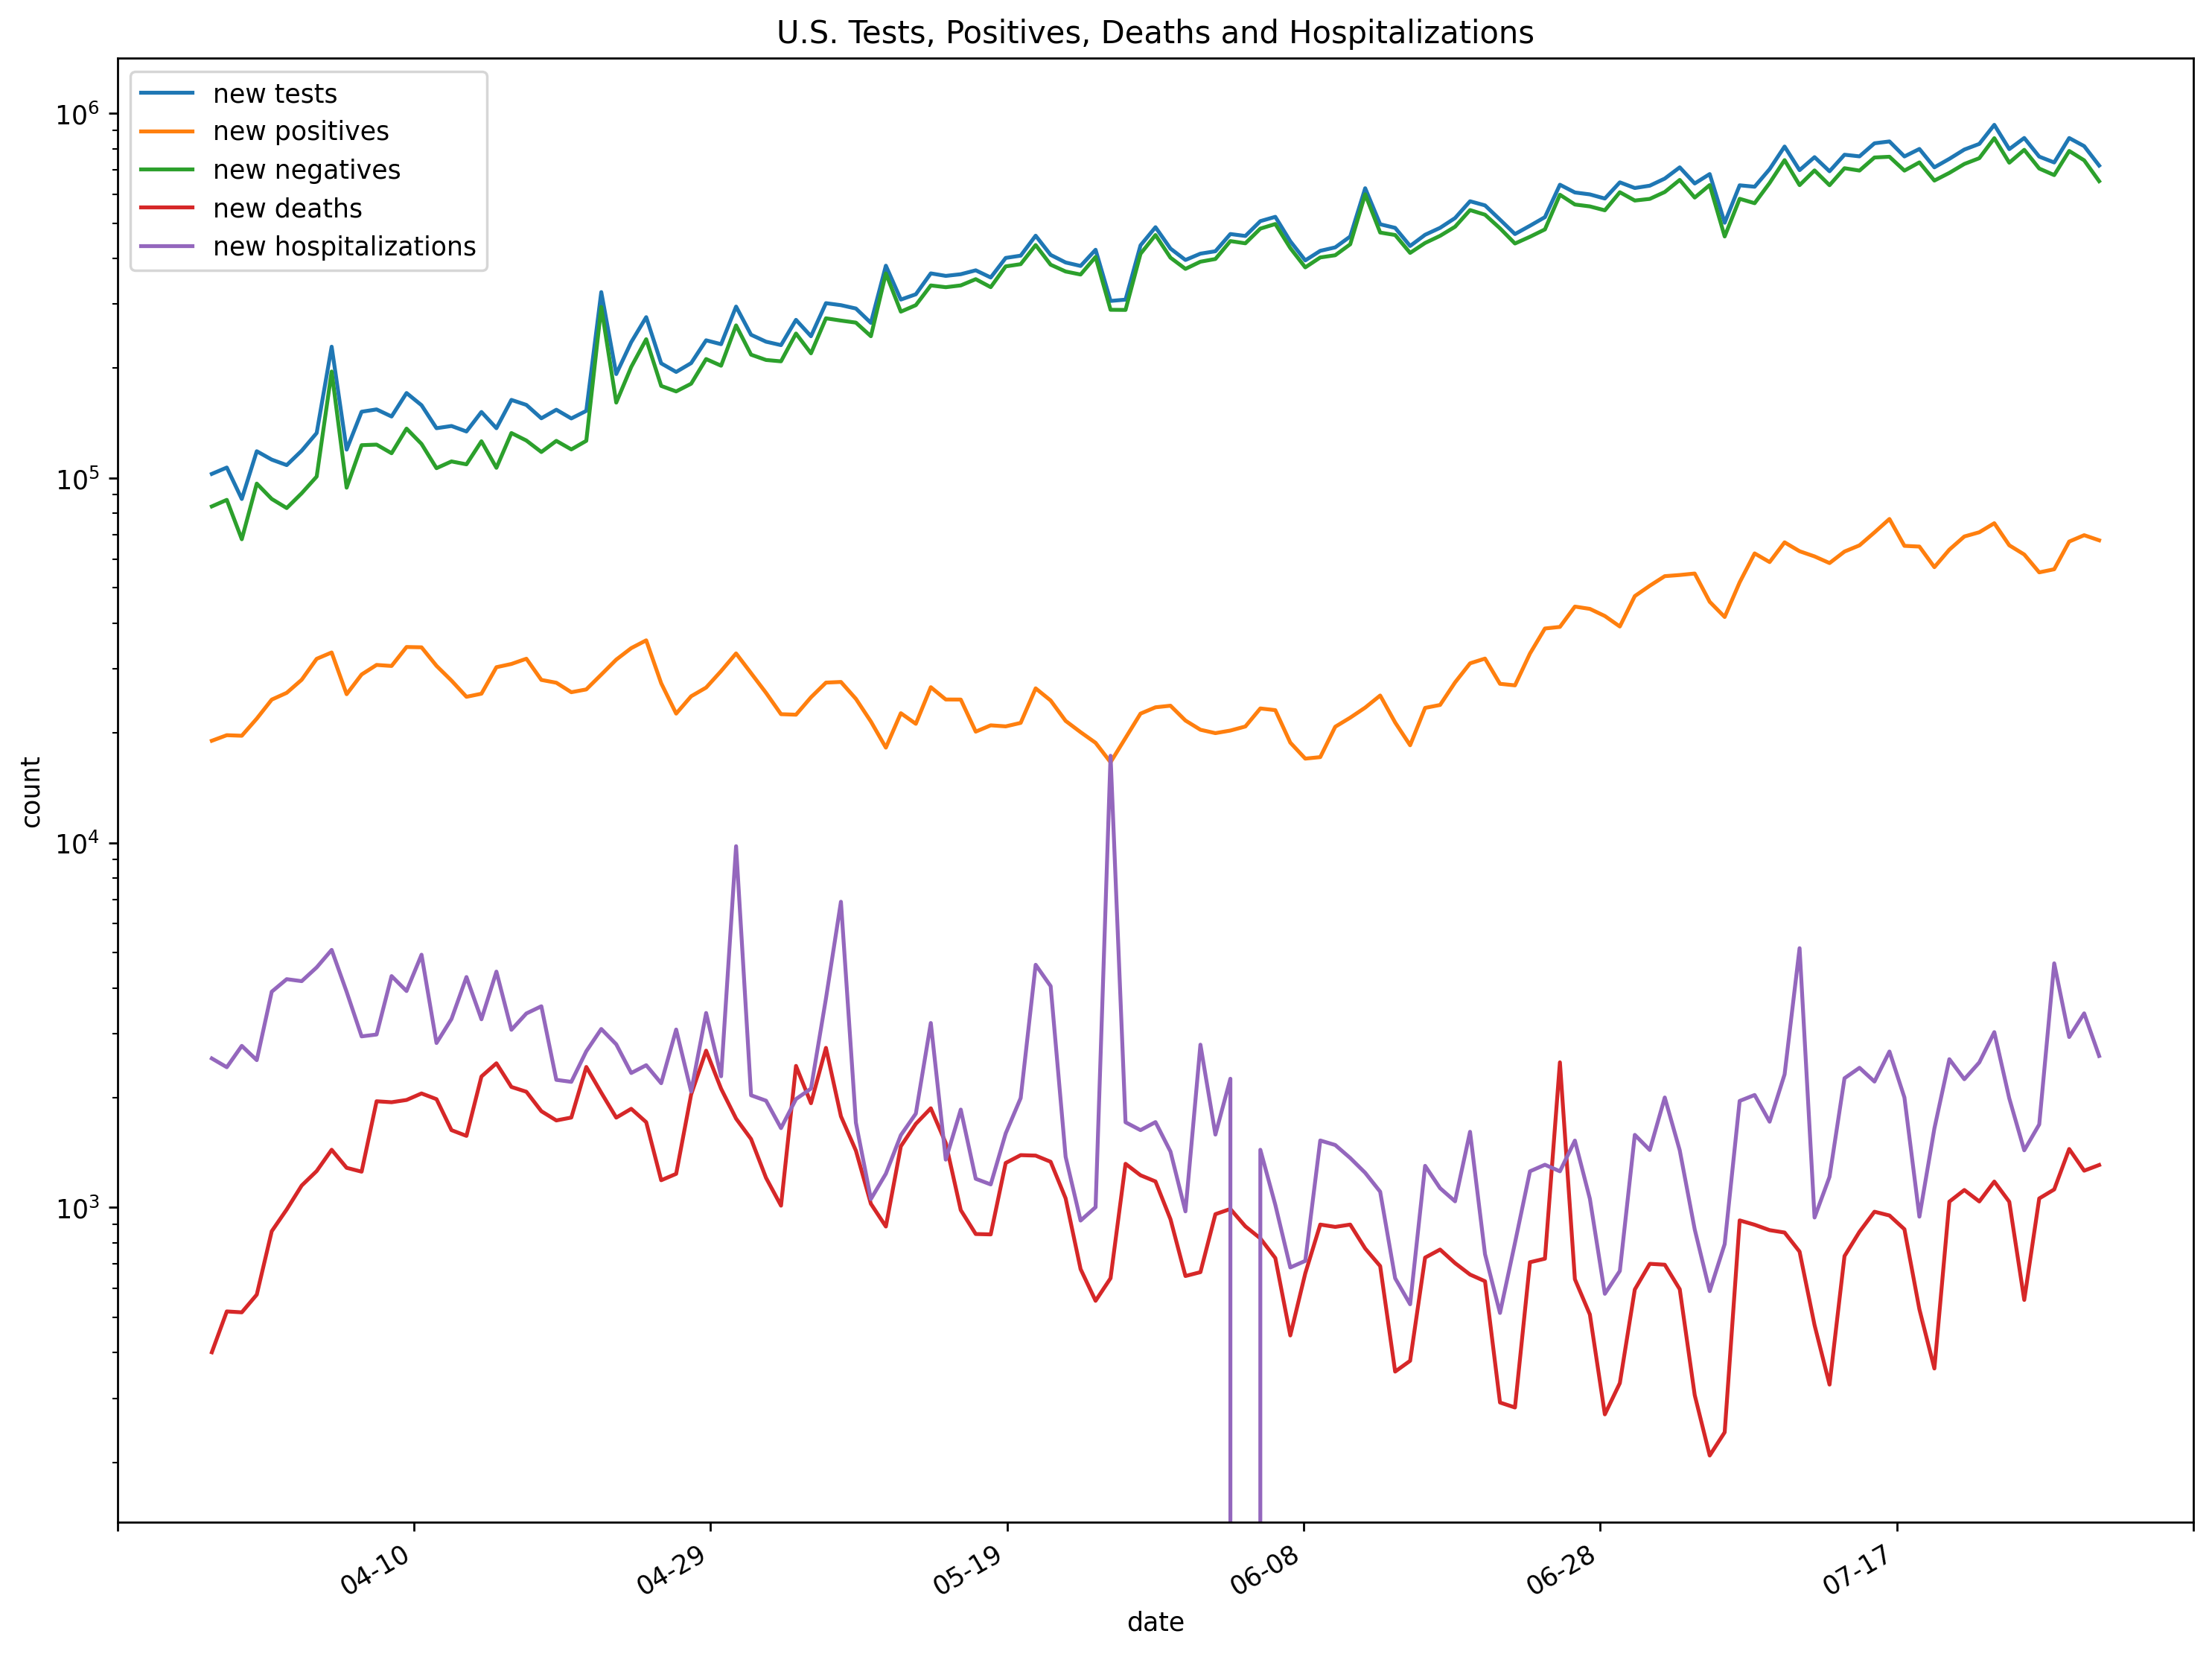 U.S. Tests, Positives, Deaths and Hospitalizations
new tests
new positives
new negatives
new deaths
new hospitalizations
10⁶
10⁵
10⁴
10³
count
04-10
04-29
05-19
06-08
06-28
07-17
date